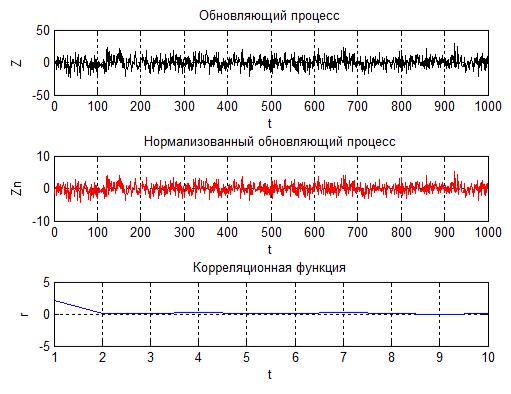 Обновляющий процесс
50
0
-50
Z
0 100 200 300 400 500 600 700 800 900 1000
t
Нормализованный обновляющий процесс
10
0
-10
Zn
0 100 200 300 400 500 600 700 800 900 1000
t
Корреляционная функция
5
0
-5
r
1 2 3 4 5 6 7 8 9 10
t